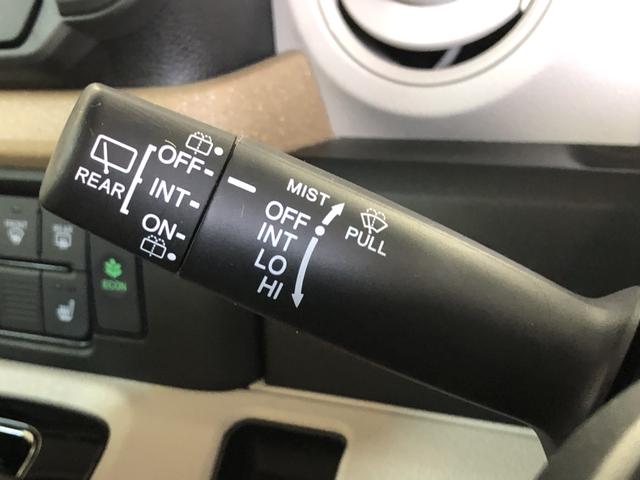 REAR
OFF
INT
ON
MIST
OFF
INT
LO
HI
PULL
ECON